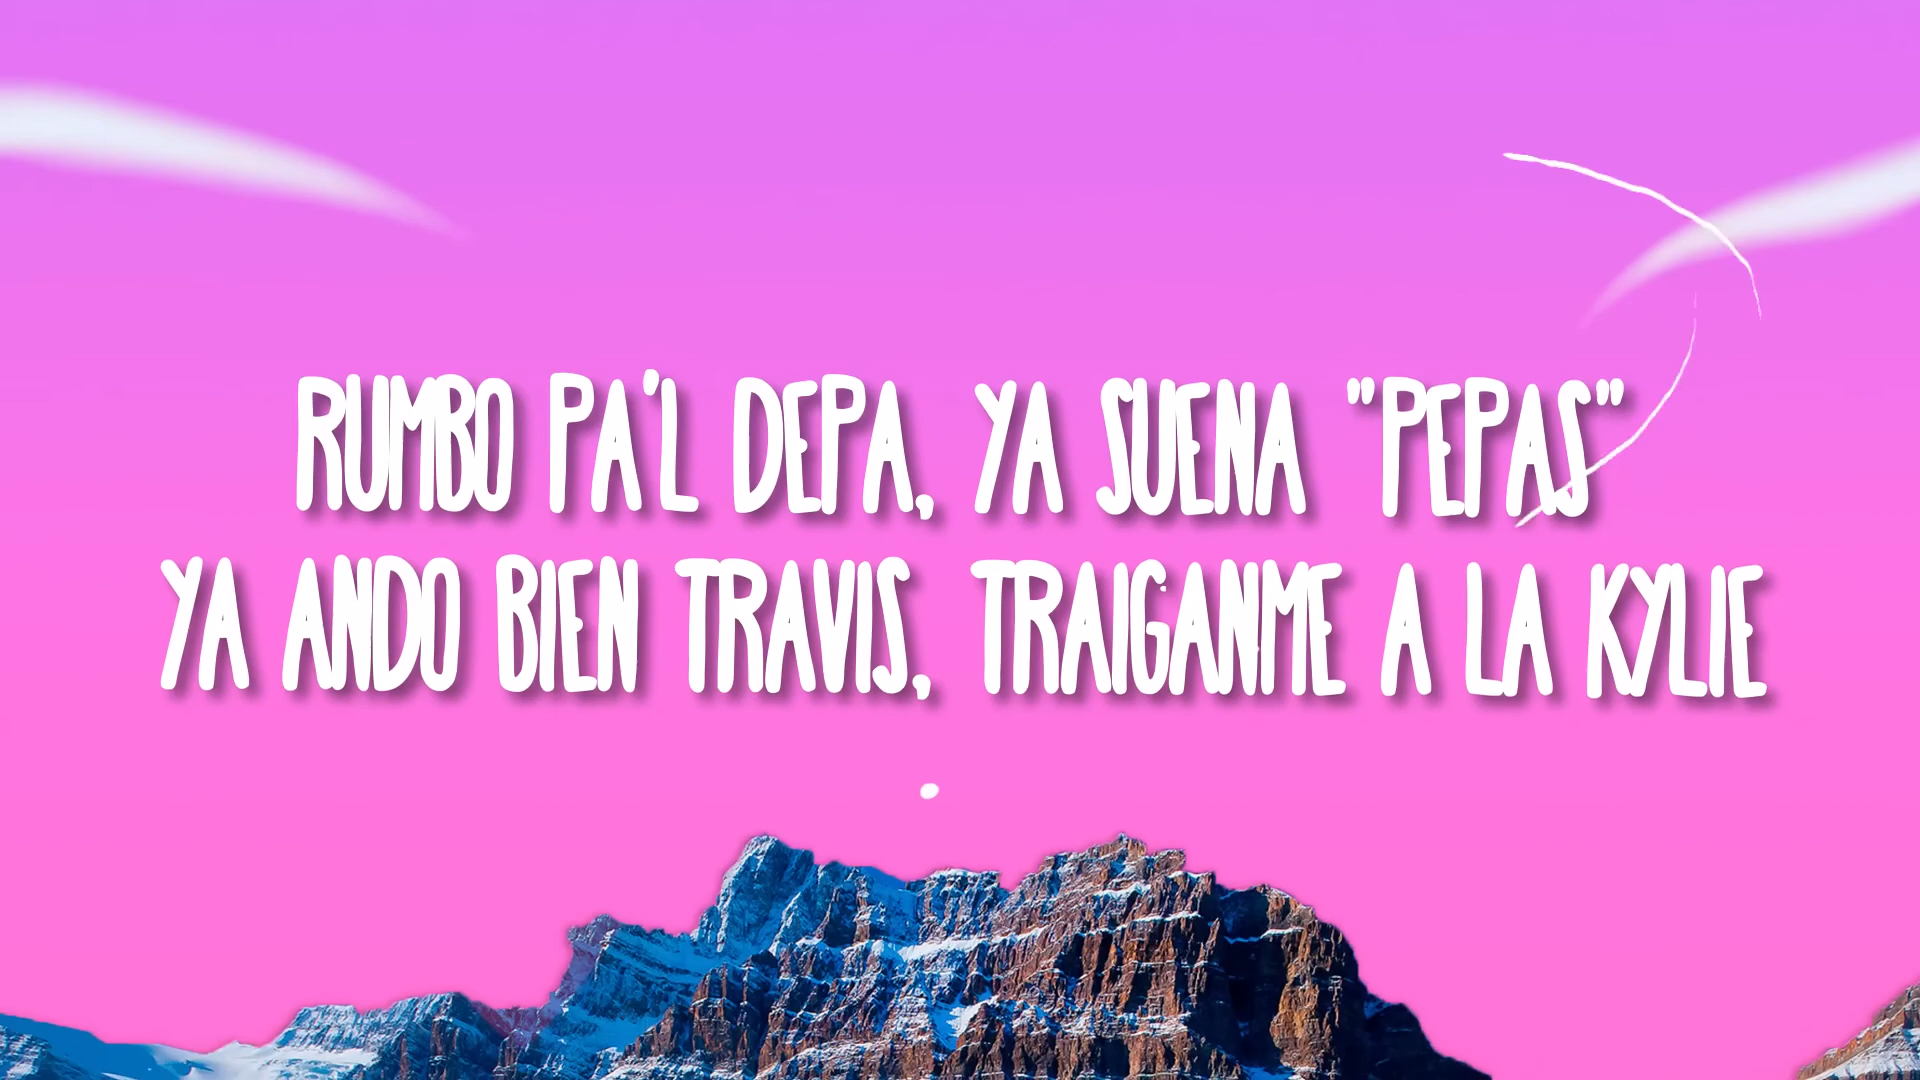 RUMBO PA'L DEPA, YA SUENA "PEPAS"
YA ANDO BIEN TRAVIS, TRAIGANME A LA KYLIE